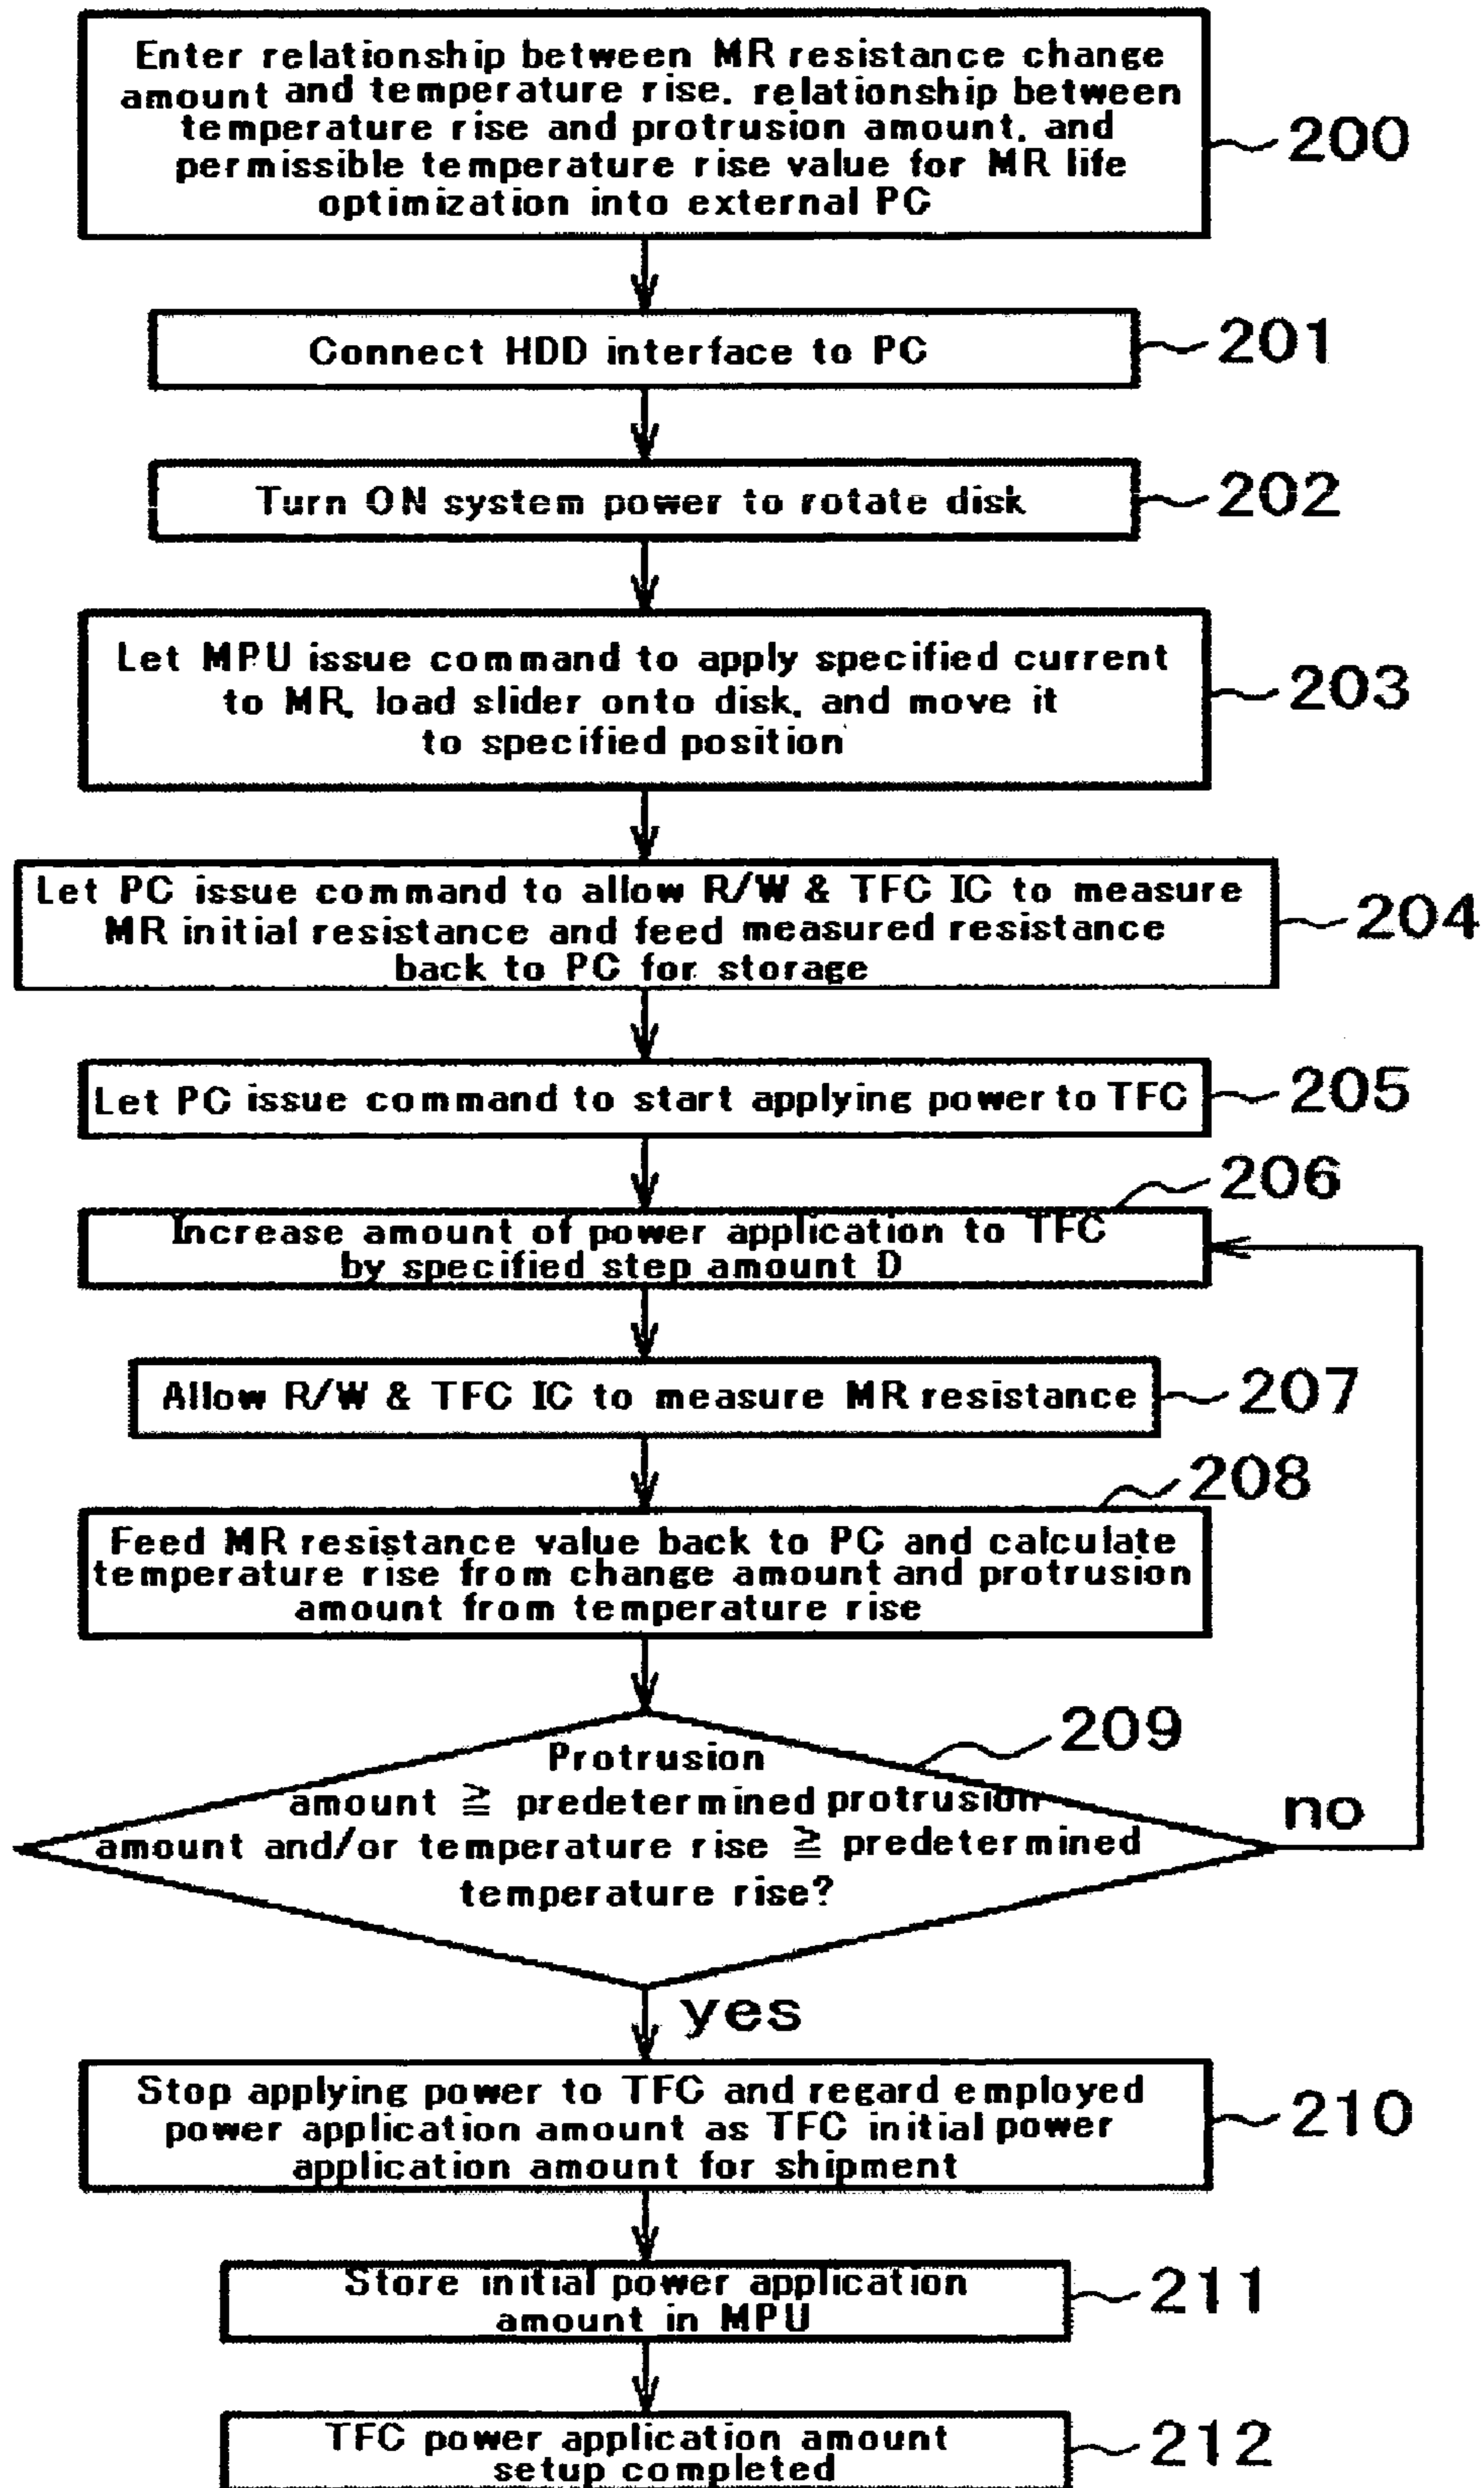 Enter relationship between MR resistance change
amount and temperature rise, relationship between
temperature rise and protrusion amount, and
permissible temperature rise value for MR life
optimization into external PC
200
Connect HDD interface to PC
201
Turn ON system power to rotate disk
202
Let MPU issue command to apply specified current
to MR, load slider onto disk, and move it
to specified position
203
Let PC issue command to allow R/W & TFC IC to measure
MR initial resistance and feed measured resistance
back to PC for storage
204
Let PC issue command to start applying power to TFC
205
206
Increase amount of power application to TFC
by specified step amount D
Allow R/W & TFC IC to measure MR resistance
207
208
Feed MR resistance value back to PC and calculate
temperature rise from change amount and protrusion
amount from temperature rise
209
Protrusion
amount ≧ predetermined protrusion
amount and/or temperature rise ≧ predetermined
temperature rise?
no
yes
Stop applying power to TFC and regard employed
power application amount as TFC initial power
application amount for shipment
210
Store initial power application
amount in MPU
211
TFC power application amount
setup completed
212